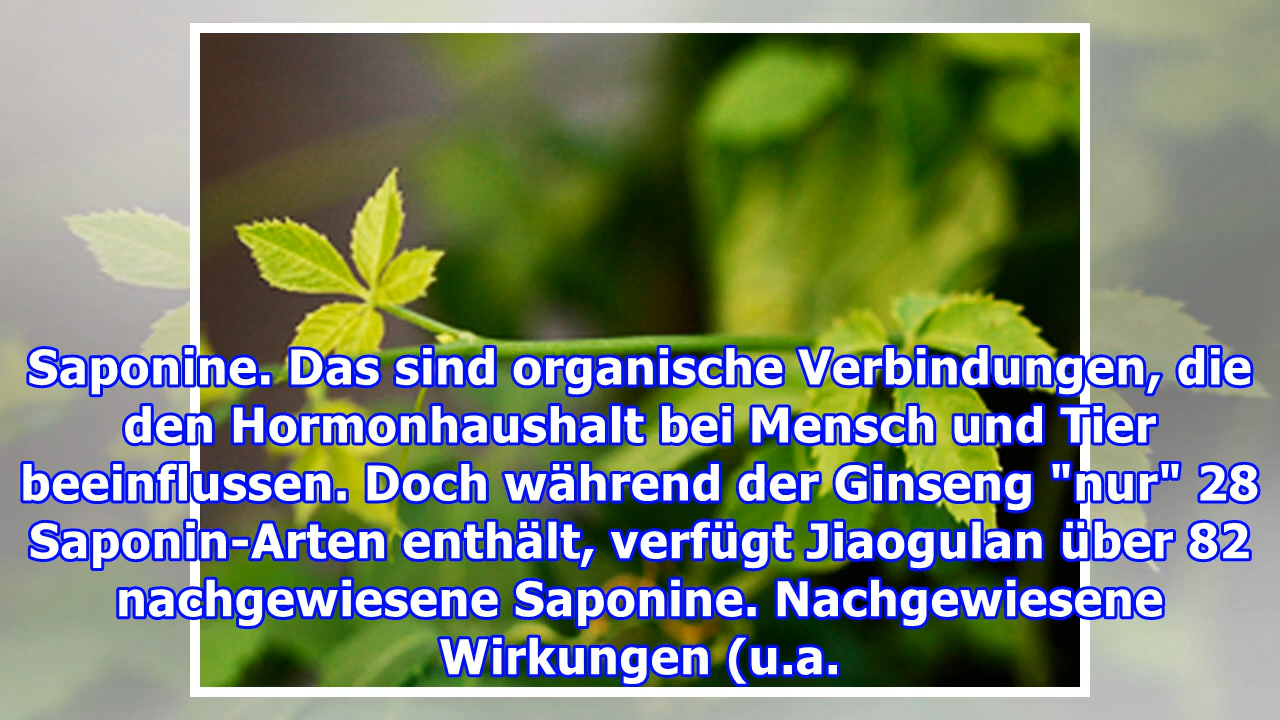 Saponine. Das sind organische Verbindungen, die
den Hormonhaushalt bei Mensch und Tier
beeinflussen. Doch während der Ginseng "nur" 28
Saponin-Arten enthält, verfügt Jiaogulan über 82
nachgewiesene Saponine. Nachgewiesene
Wirkungen (u.a.